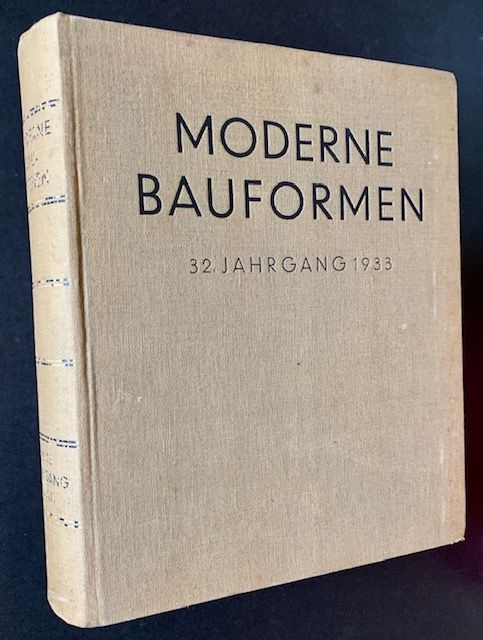 MODERNE
BAUFORMEN
32. JAHRGANG 1933